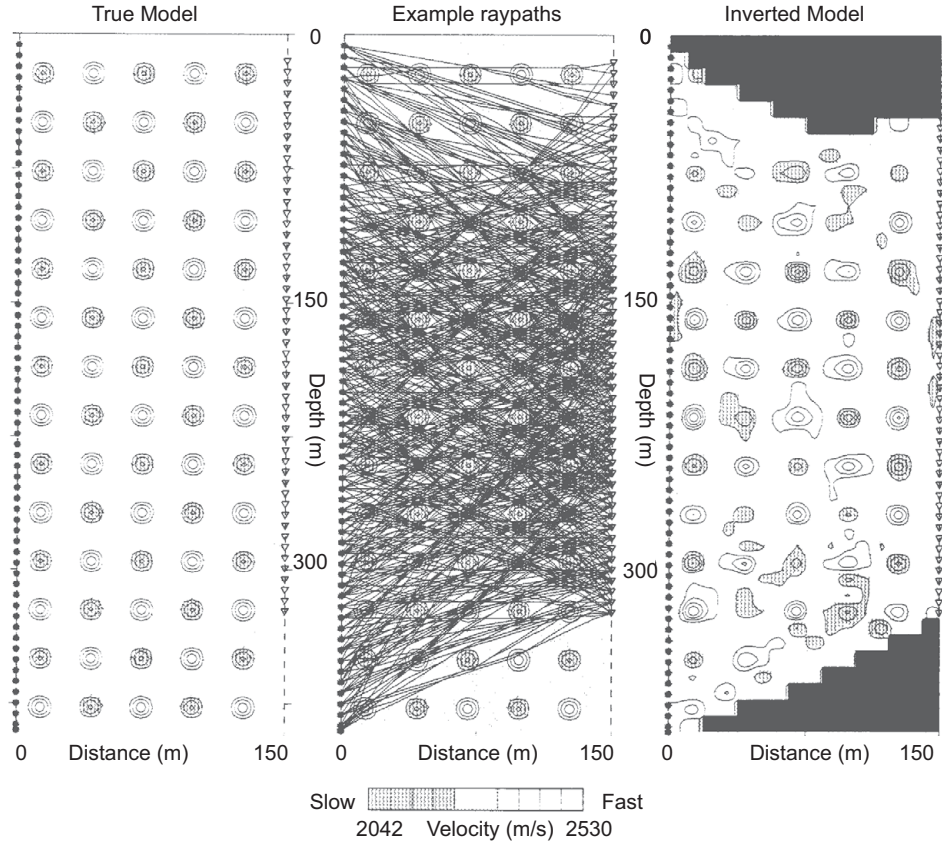 True Model
Example raypaths
Inverted Model
0
0
150
150
Depth (m)
Depth (m)
300
300
0 Distance (m) 150
0 Distance (m) 150
0 Distance (m) 150
Slow Fast
2042 Velocity (m/s) 2530